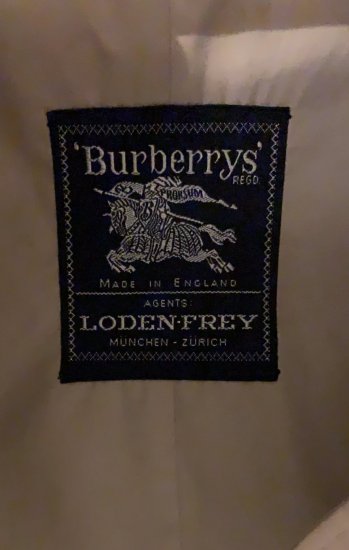 'Burberrys'
REGD.
PRORSUM
MADE IN ENGLAND
AGENTS:
LODEN-FREY
MÜNCHEN - ZÜRICH